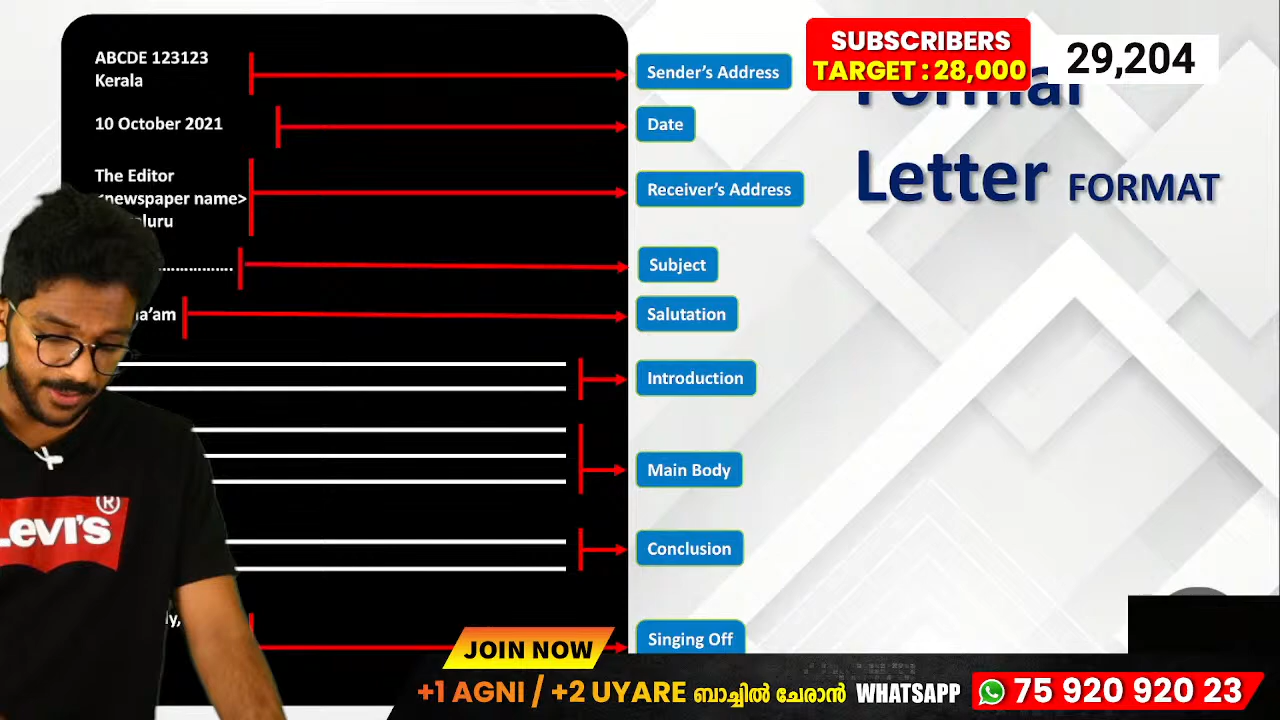 ABCDE 123123
Kerala
Sender's Address
10 October 2021
Date
The Editor
<newspaper name>
Receiver's Address
Subject
Salutation
Introduction
Main Body
Conclusion
Singing Off
SUBSCRIBERS
TARGET : 28,000
29,204
Formal
Letter FORMAT
LEVI'S
®
JOIN NOW
+1 AGNI / +2 UYARE ബാച്ചിൽ ചേരാൻ WHATSAPP 75 920 920 23